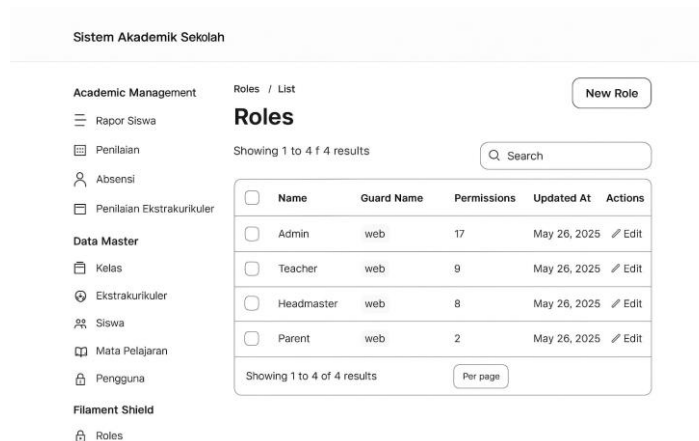 Sistem Akademik Sekolah
Academic Management
Rapor Siswa
Penilaian
Absensi
Penilaian Ekstrakurikuler
Data Master
Kelas
Ekstrakurikuler
Siswa
Mata Pelajaran
Pengguna
Filament Shield
Roles
Roles / List
New Role
Roles
Showing 1 to 4 f 4 results
Search
Name Guard Name Permissions Updated At Actions
Admin web 17 May 26, 2025 Edit
Teacher web 9 May 26, 2025 Edit
Headmaster web 8 May 26, 2025 Edit
Parent web 2 May 26, 2025 Edit
Showing 1 to 4 of 4 results Per page